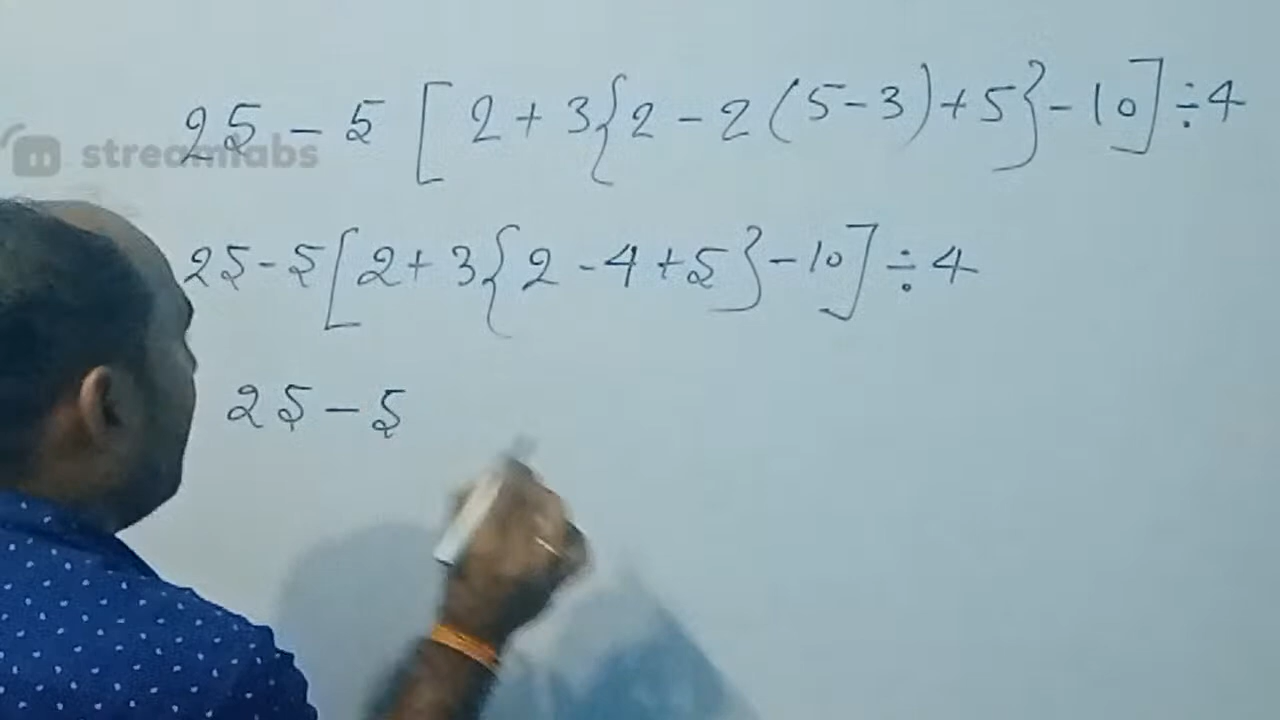 25 - 5 [ 2 + 3{2 - 2 (5 - 3) + 5} - 10] ÷ 4
streamlabs
25 - 5 [2 + 3 {2 - 4 + 5} - 10] ÷ 4
25 - 5